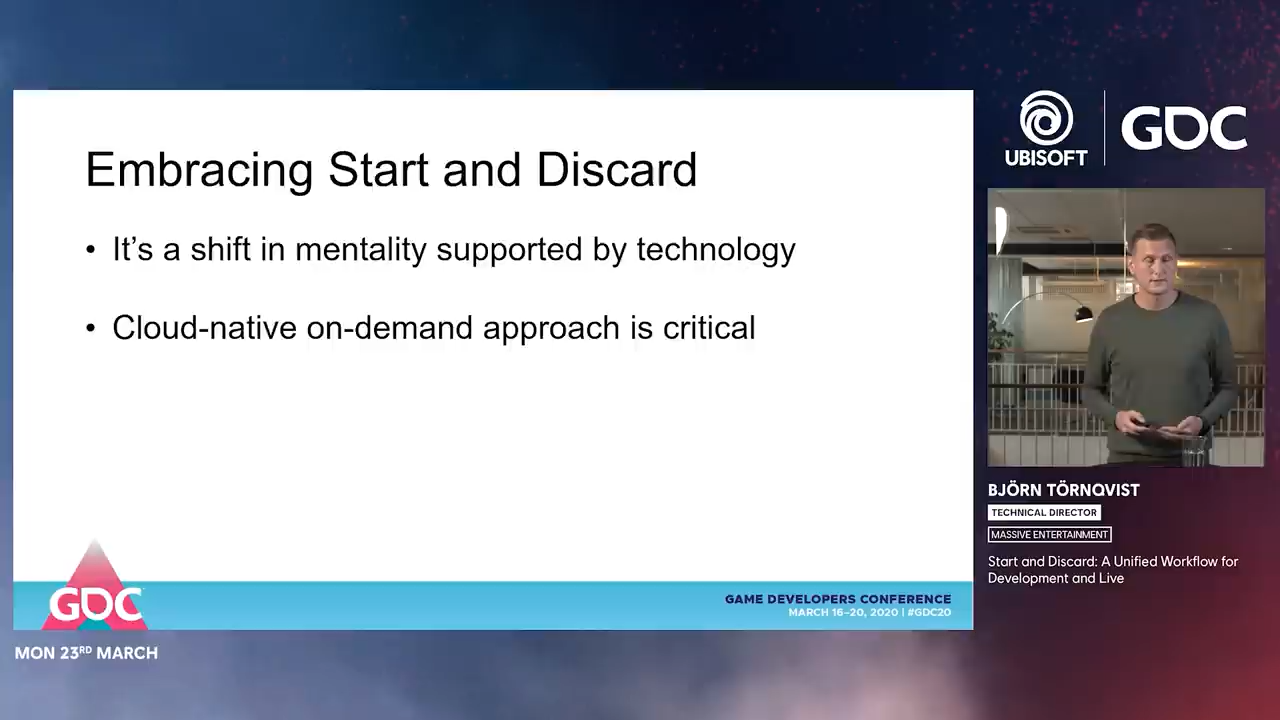 Embracing Start and Discard
• It’s a shift in mentality supported by technology
• Cloud-native on-demand approach is critical
GDC
GAME DEVELOPERS CONFERENCE
MARCH 16–20, 2020 | #GDC20
MON 23RD MARCH
UBISOFT
GDC
BJÖRN TÖRNQVIST
TECHNICAL DIRECTOR
MASSIVE ENTERTAINMENT
Start and Discard: A Unified Workflow for
Development and Live